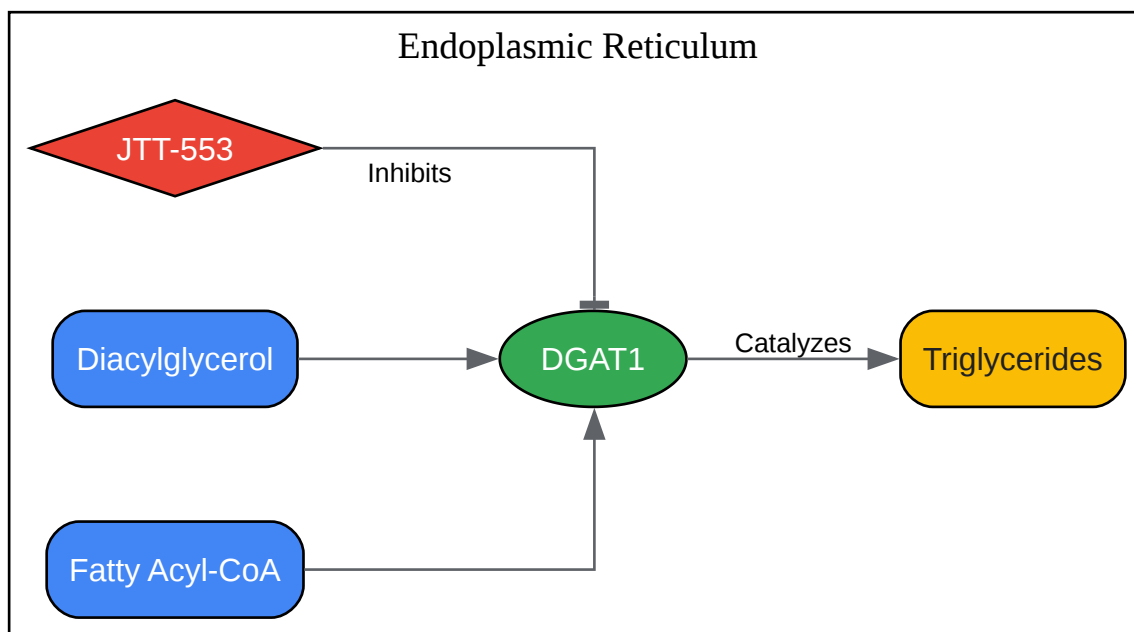 Endoplasmic Reticulum
JTT-553
Inhibits
Diacylglycerol
DGAT1
Catalyzes
Triglycerides
Fatty Acyl-CoA